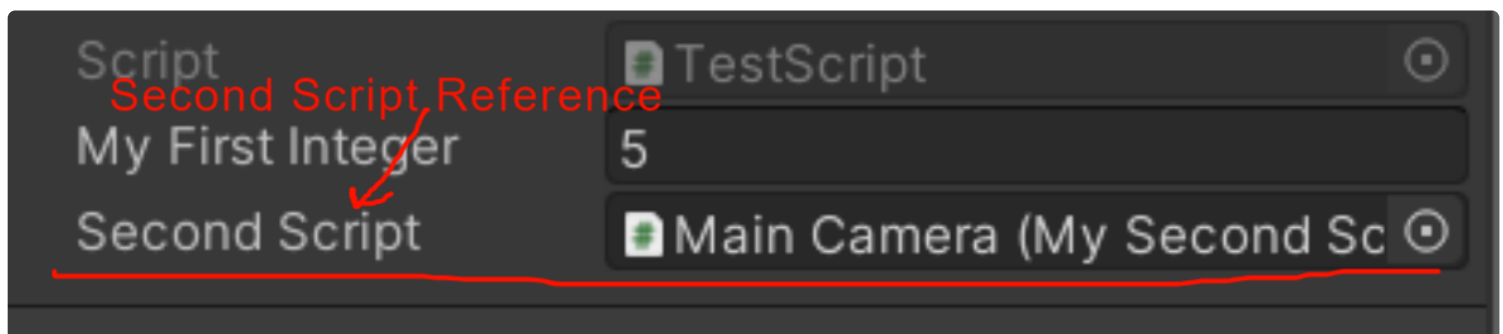 Script TestScript
Second Script Reference
My First Integer 5
Second Script Main Camera (My Second Sc